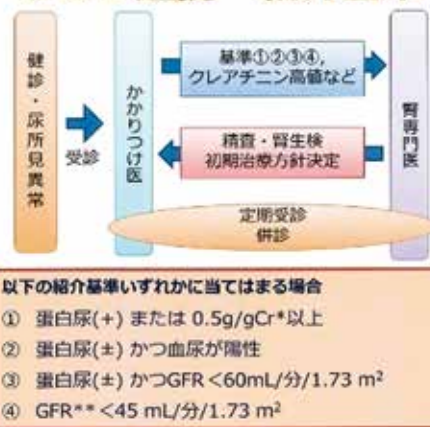 健診・尿所見異常
受診
かかりつけ医
基準①②③④,
クレアチニン高値など
精査・腎生検
初期治療方針決定
腎専門医
定期受診
併診
以下の紹介基準いずれかに当てはまる場合
① 蛋白尿(+) または 0.5g/gCr*以上
② 蛋白尿(±) かつ血尿が陽性
③ 蛋白尿(±) かつGFR<60mL/分/1.73 m²
④ GFR**<45 mL/分/1.73 m²